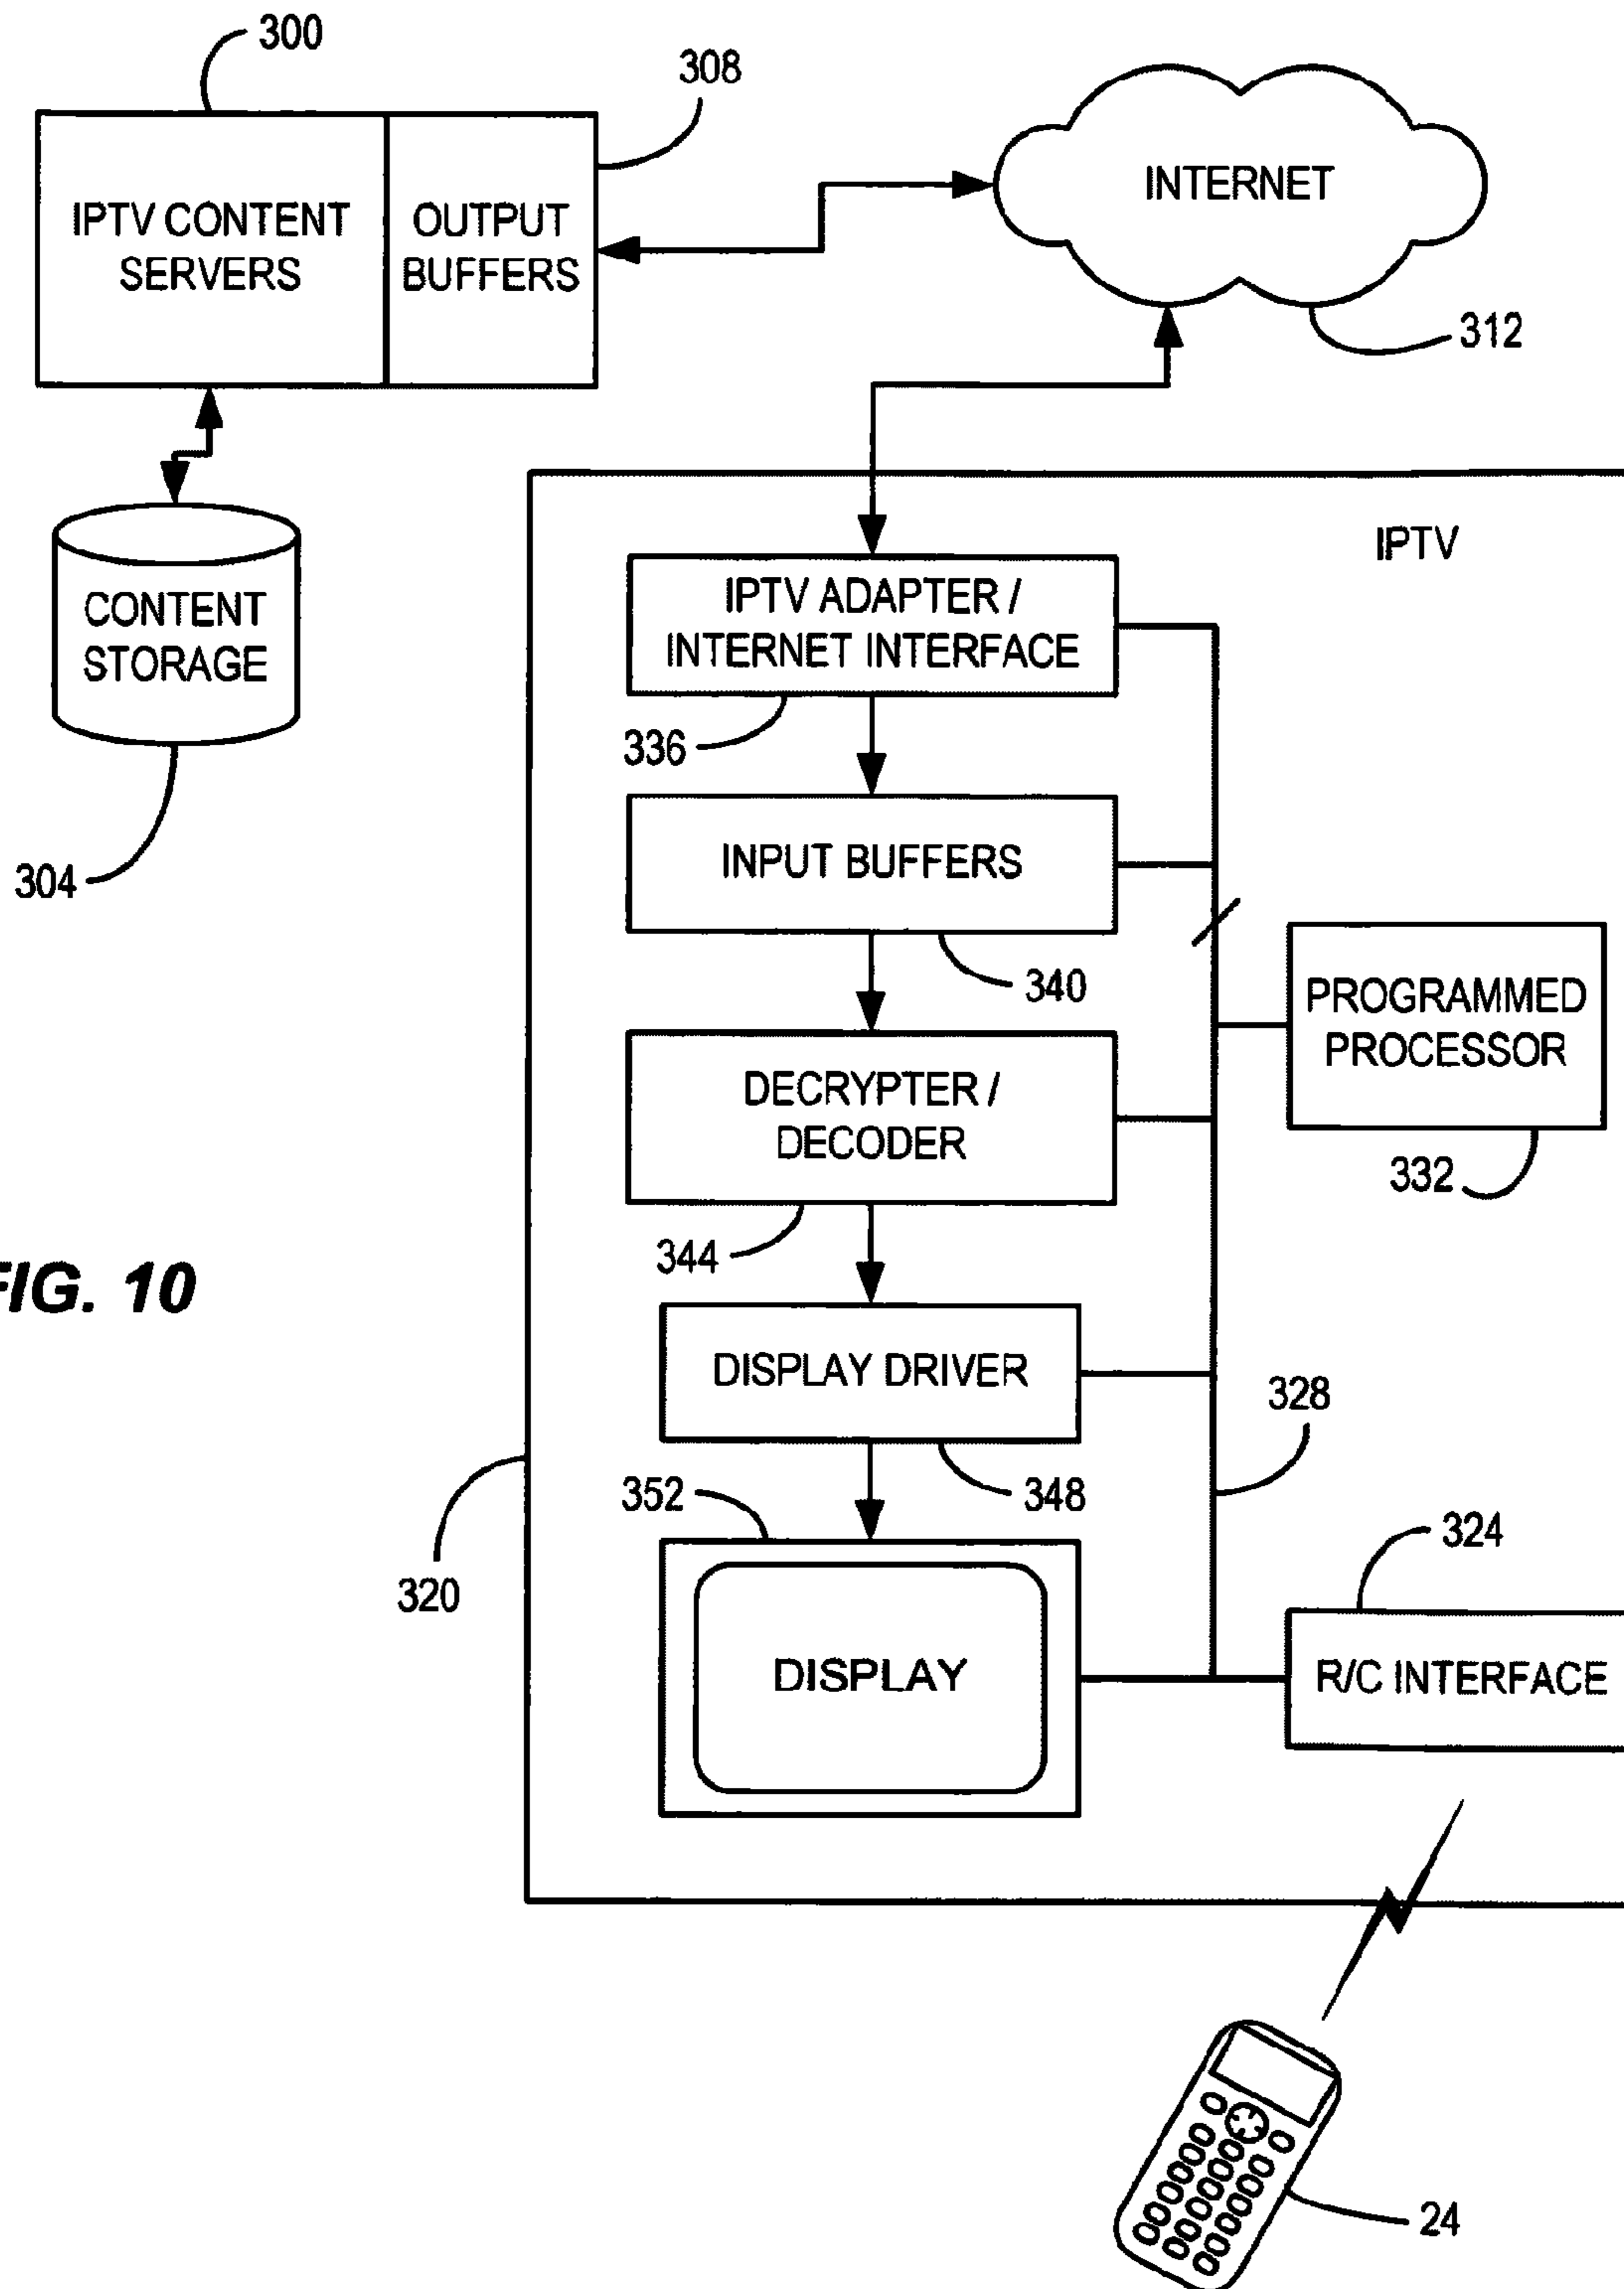 300
308
IPTV CONTENT
SERVERS
OUTPUT
BUFFERS
INTERNET
312
CONTENT
STORAGE
304
IPTV
IPTV ADAPTER /
INTERNET INTERFACE
336
INPUT BUFFERS
340
PROGRAMMED
PROCESSOR
332
DECRYPTER /
DECODER
344
FIG. 10
DISPLAY DRIVER
328
348
352
324
320
DISPLAY
R/C INTERFACE
24